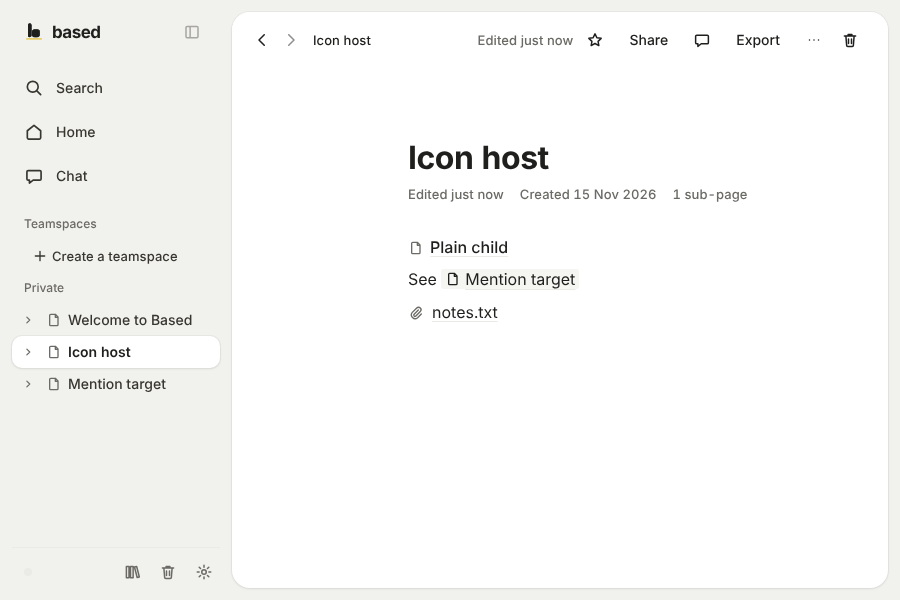 based
Search
Home
Chat
Teamspaces
Create a teamspace
Private
Welcome to Based
Icon host
Mention target
Icon host
Edited just now
Share
Export
Icon host
Edited just now Created 15 Nov 2026 1 sub-page
Plain child
See Mention target
notes.txt